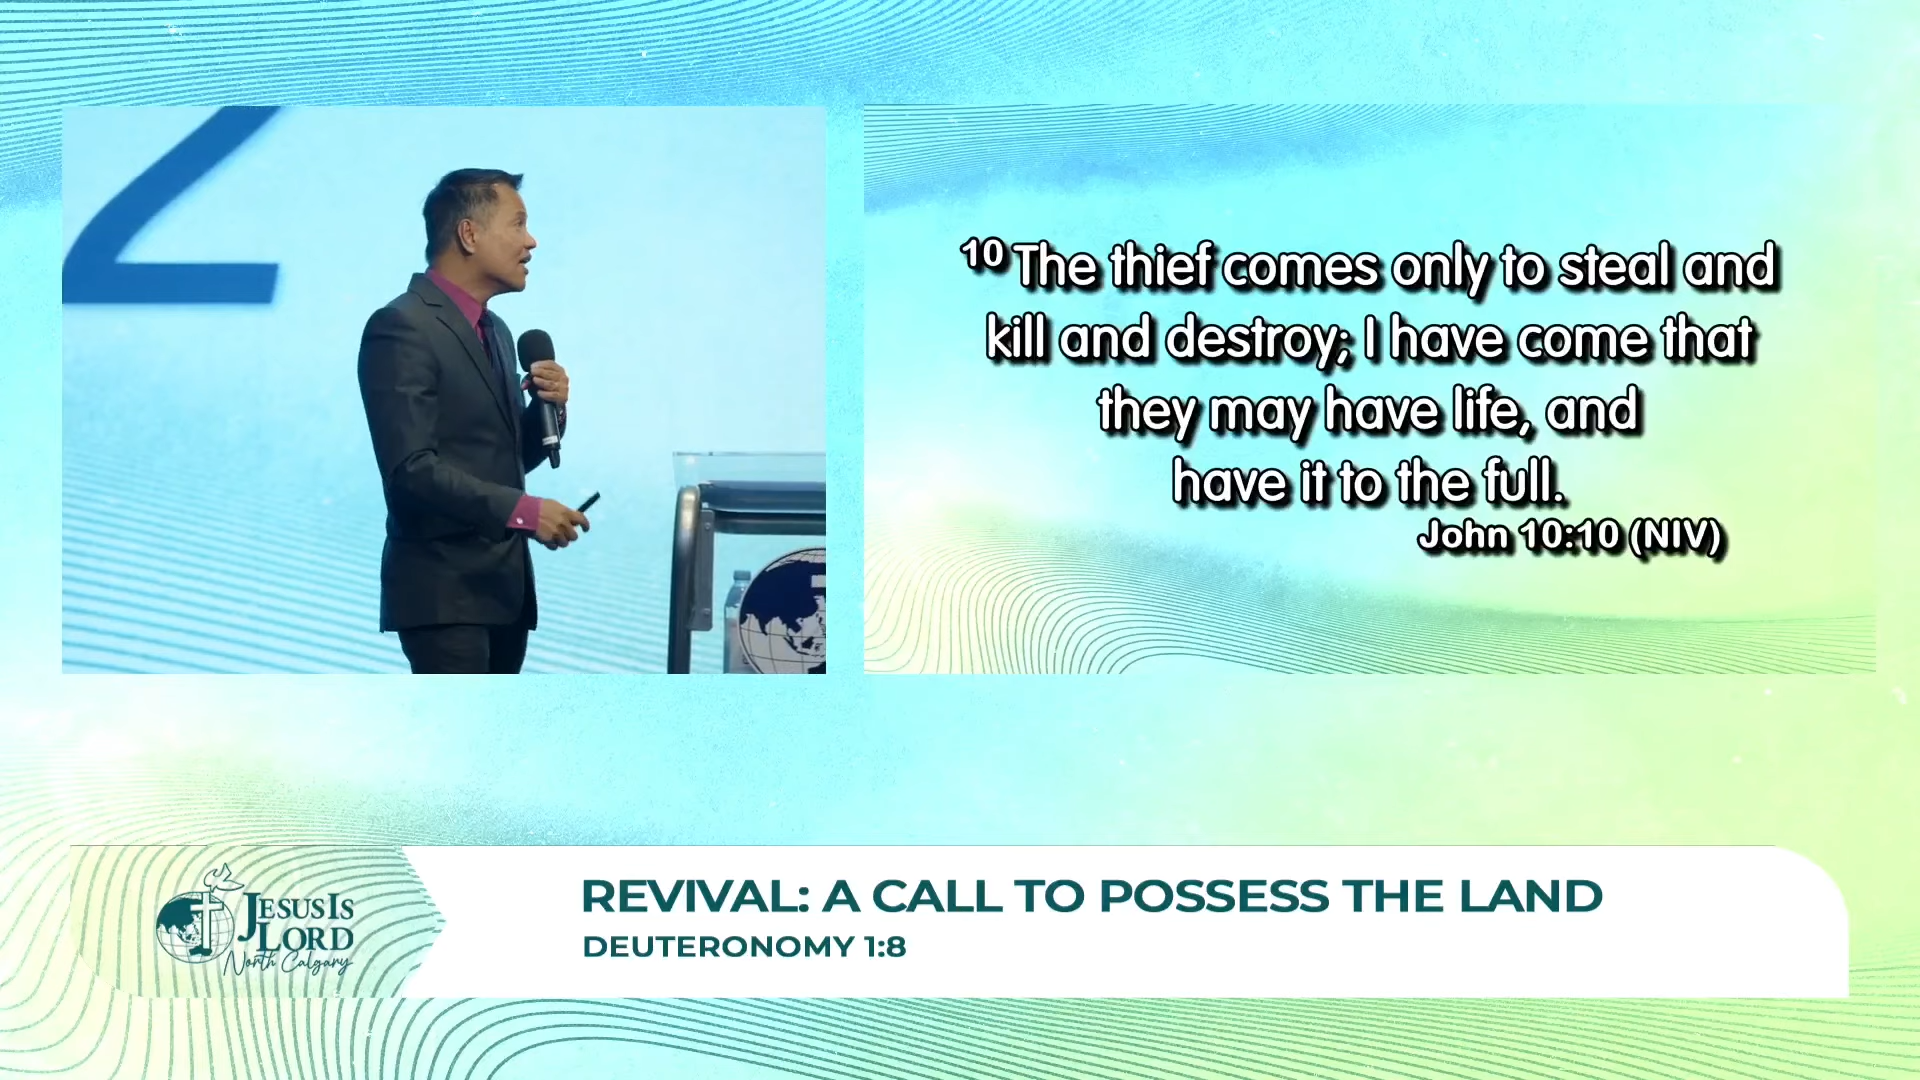 10 The thief comes only to steal and
kill and destroy; I have come that
they may have life, and
have it to the full.
John 10:10 (NIV)
JESUS IS
LORD
North Calgary
REVIVAL: A CALL TO POSSESS THE LAND
DEUTERONOMY 1:8